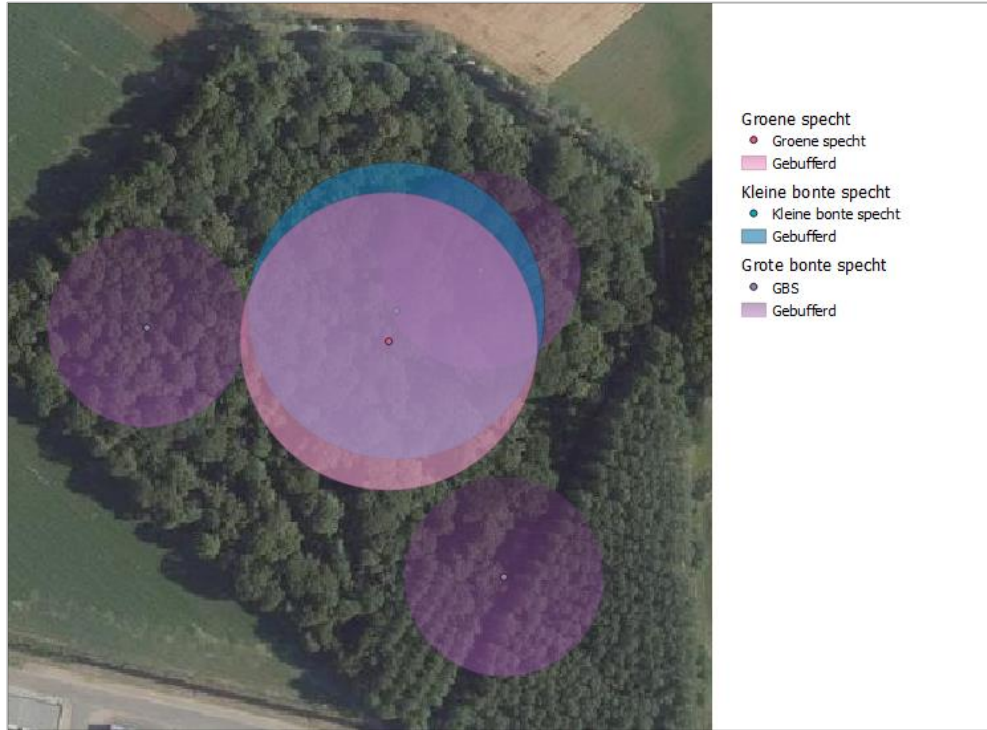 Groene specht
Groene specht
Gebufferd
Kleine bonte specht
Kleine bonte specht
Gebufferd
Grote bonte specht
GBS
Gebufferd